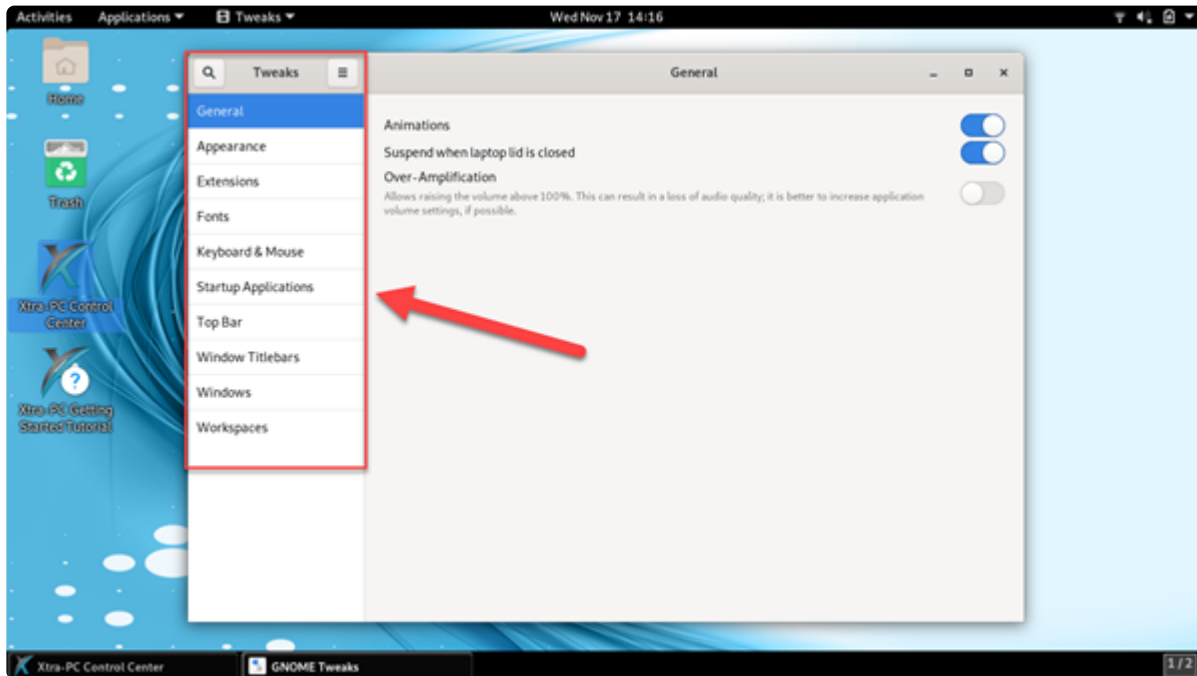 Activities Applications Tweaks Wed Nov 17 14:16
Home
Trash
Xtra-PC Control
Center
Xtra-PC Getting
Started Tutorial
Tweaks
General
Appearance
Extensions
Fonts
Keyboard & Mouse
Startup Applications
Top Bar
Window Titlebars
Windows
Workspaces
General
Animations
Suspend when laptop lid is closed
Over-Amplification
Allows raising the volume above 100%. This can result in a loss of audio quality; it is better to increase application
volume settings, if possible.
Xtra-PC Control Center GNOME Tweaks 1/2